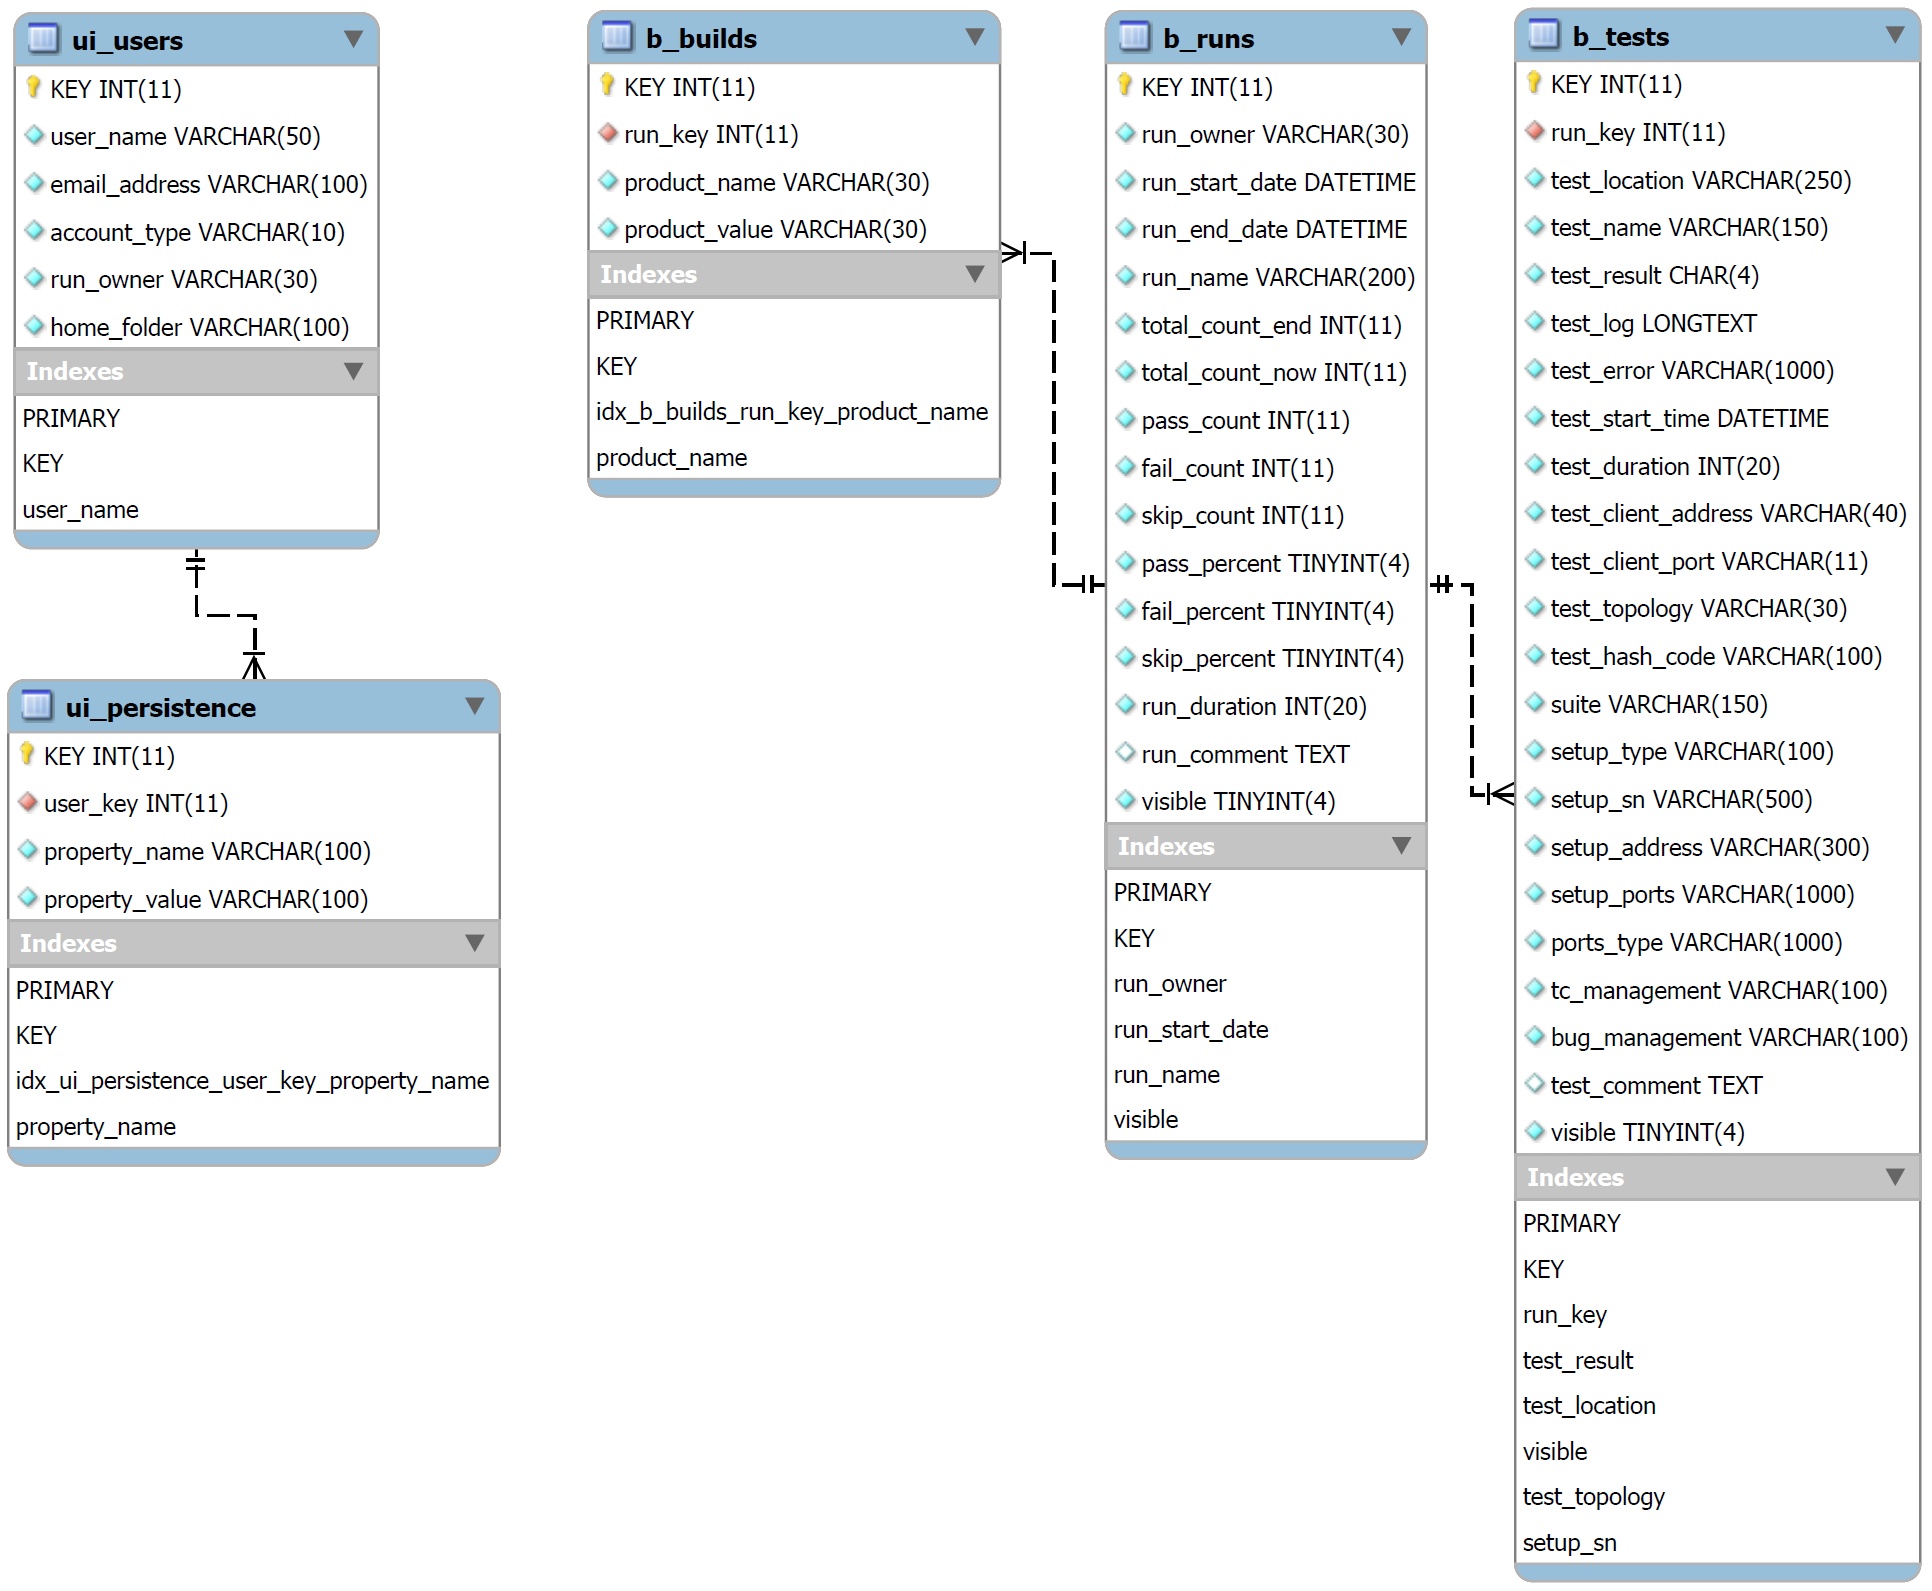 ui_users
KEY INT(11)
user_name VARCHAR(50)
email_address VARCHAR(100)
account_type VARCHAR(10)
run_owner VARCHAR(30)
home_folder VARCHAR(100)
Indexes
PRIMARY
KEY
user_name
ui_persistence
KEY INT(11)
user_key INT(11)
property_name VARCHAR(100)
property_value VARCHAR(100)
Indexes
PRIMARY
KEY
idx_ui_persistence_user_key_property_name
property_name
b_builds
KEY INT(11)
run_key INT(11)
product_name VARCHAR(30)
product_value VARCHAR(30)
Indexes
PRIMARY
KEY
idx_b_builds_run_key_product_name
product_name
b_runs
KEY INT(11)
run_owner VARCHAR(30)
run_start_date DATETIME
run_end_date DATETIME
run_name VARCHAR(200)
total_count_end INT(11)
total_count_now INT(11)
pass_count INT(11)
fail_count INT(11)
skip_count INT(11)
pass_percent TINYINT(4)
fail_percent TINYINT(4)
skip_percent TINYINT(4)
run_duration INT(20)
run_comment TEXT
visible TINYINT(4)
Indexes
PRIMARY
KEY
run_owner
run_start_date
run_name
visible
b_tests
KEY INT(11)
run_key INT(11)
test_location VARCHAR(250)
test_name VARCHAR(150)
test_result CHAR(4)
test_log LONGTEXT
test_error VARCHAR(1000)
test_start_time DATETIME
test_duration INT(20)
test_client_address VARCHAR(40)
test_client_port VARCHAR(11)
test_topology VARCHAR(30)
test_hash_code VARCHAR(100)
suite VARCHAR(150)
setup_type VARCHAR(100)
setup_sn VARCHAR(500)
setup_address VARCHAR(300)
setup_ports VARCHAR(1000)
ports_type VARCHAR(1000)
tc_management VARCHAR(100)
bug_management VARCHAR(100)
test_comment TEXT
visible TINYINT(4)
Indexes
PRIMARY
KEY
run_key
test_result
test_location
visible
test_topology
setup_sn